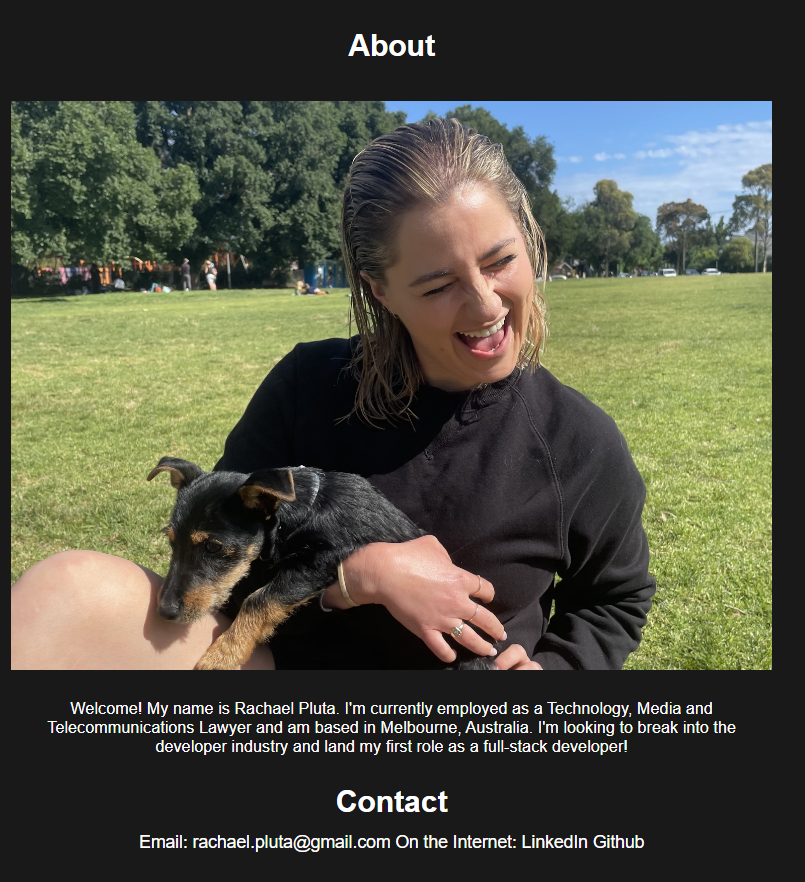 About
Welcome! My name is Rachael Pluta. I'm currently employed as a Technology, Media and
Telecommunications Lawyer and am based in Melbourne, Australia. I'm looking to break into the
developer industry and land my first role as a full-stack developer!
Contact
Email: rachael.pluta@gmail.com On the Internet: LinkedIn Github